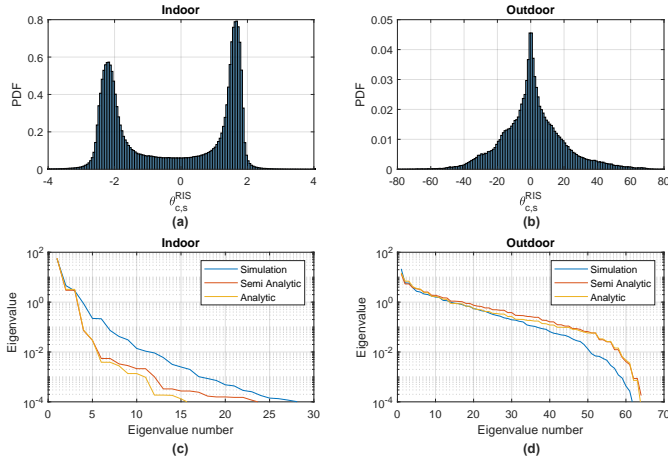 Indoor
PDF
0.8
0.6
0.4
0.2
0
-4 -2 0 2 4
θ^RIS_c,s
(a)
Outdoor
PDF
0.05
0.04
0.03
0.02
0.01
0
-80 -60 -40 -20 0 20 40 60 80
θ^RIS_c,s
(b)
Indoor
Eigenvalue
10^2
10^0
10^-2
10^-4
Simulation
Semi Analytic
Analytic
0 5 10 15 20 25 30
Eigenvalue number
(c)
Outdoor
Eigenvalue
10^2
10^0
10^-2
10^-4
Simulation
Semi Analytic
Analytic
0 10 20 30 40 50 60 70
Eigenvalue number
(d)